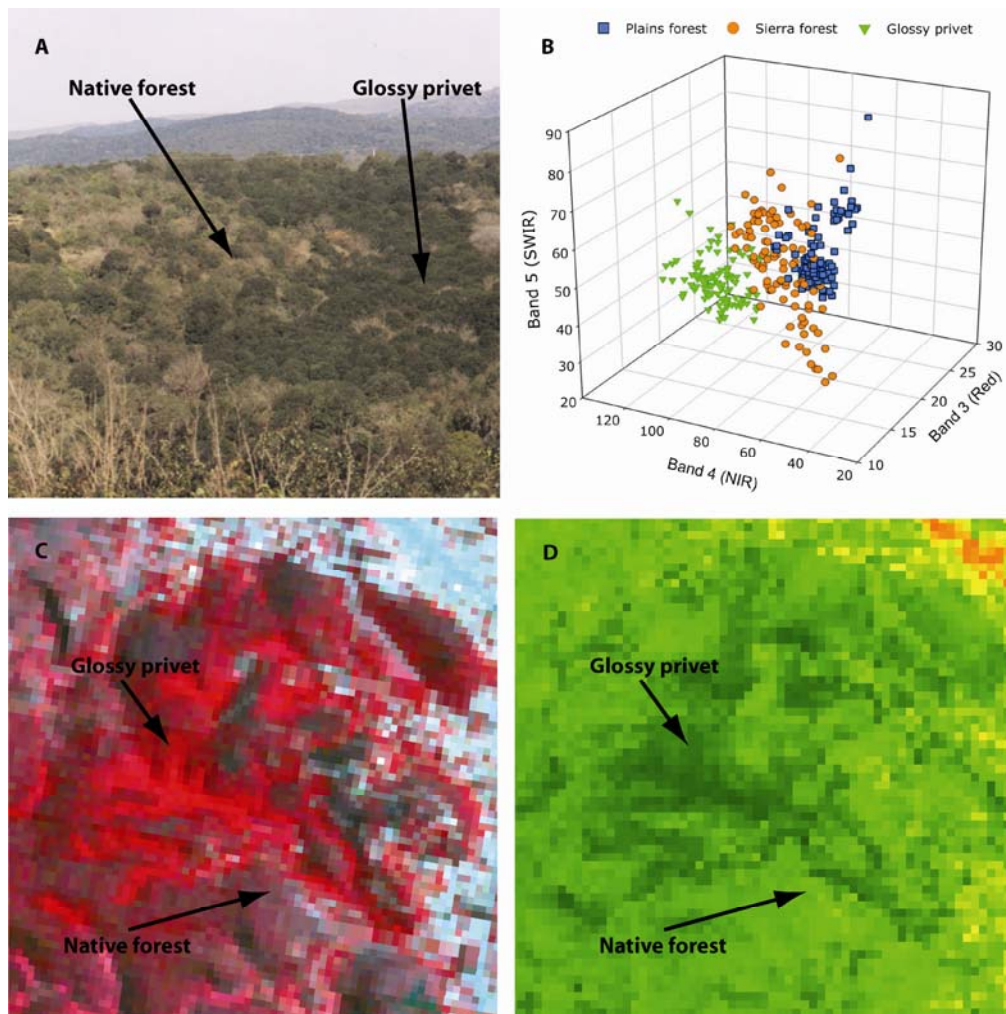 A
Native forest
Glossy privet
B
Plains forest Sierra forest Glossy privet
90
80
70
60
50
40
30
20
Band 5 (SWIR)
120
100
80
60
40
20
Band 4 (NIR)
10
15
20
25
30
Band 3 (Red)
C
Glossy privet
Native forest
D
Glossy privet
Native forest